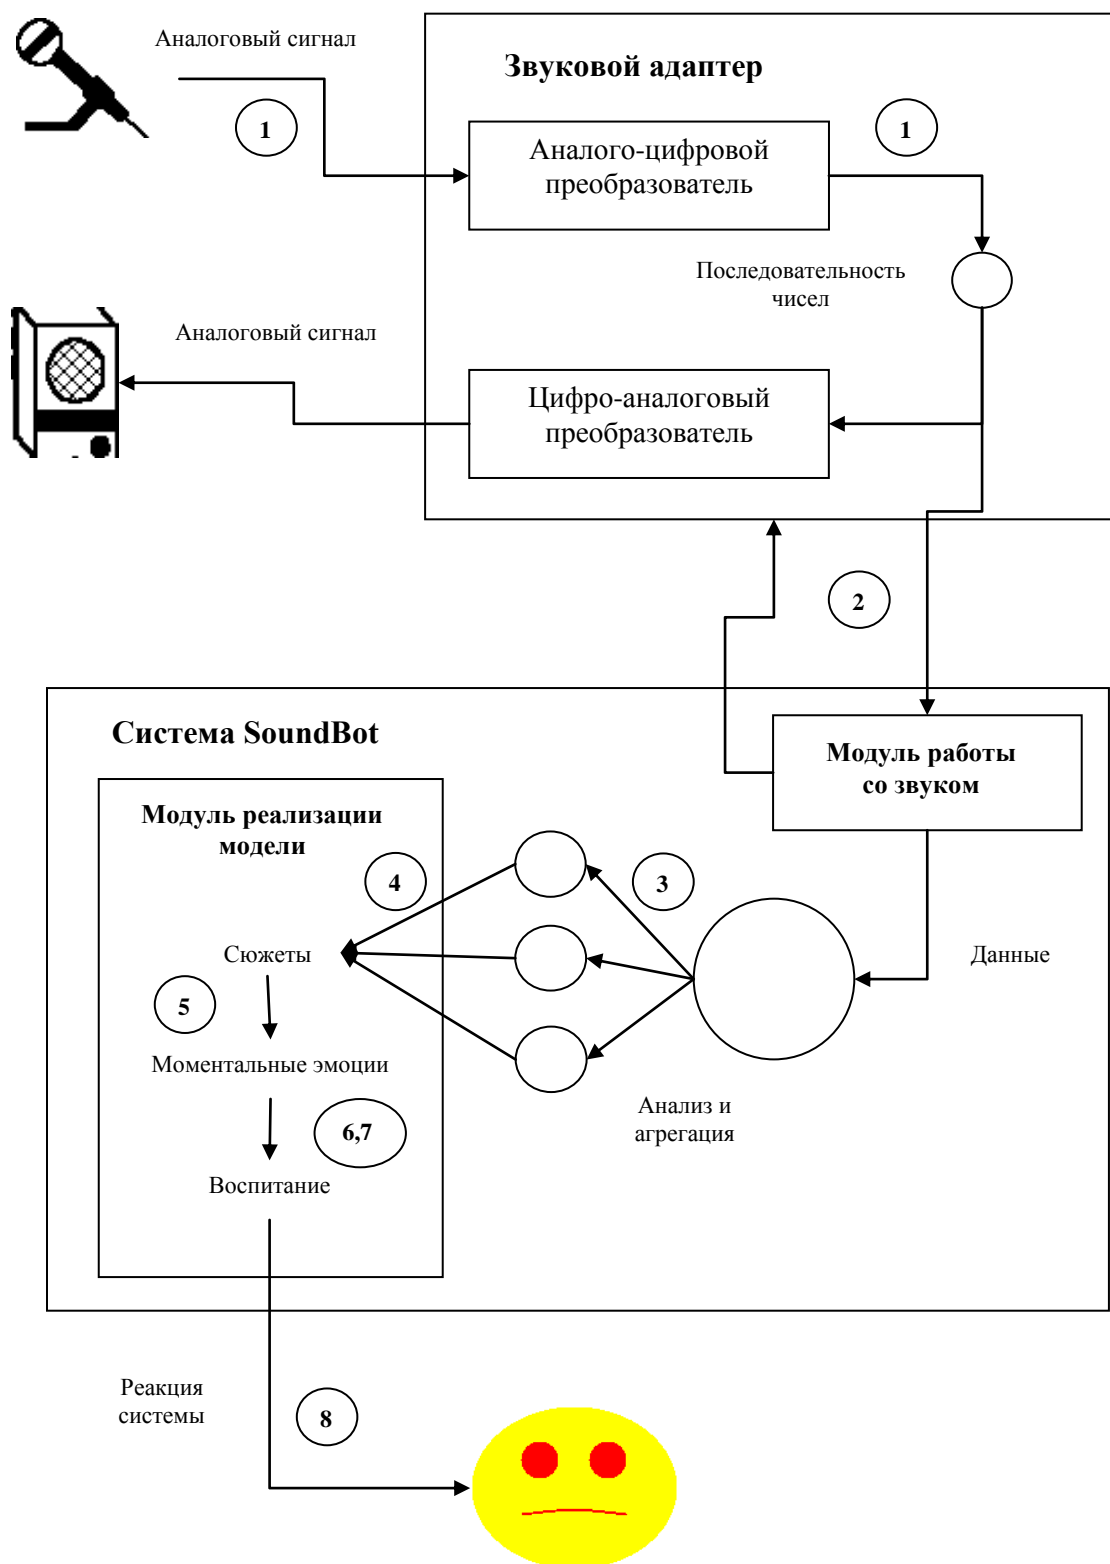 Аналоговый сигнал
Звуковой адаптер
1
1
Аналого-цифровой
преобразователь
Последовательность
чисел
Аналоговый сигнал
Цифро-аналоговый
преобразователь
2
Система SoundBot
Модуль работы
со звуком
Модуль реализации
модели
4
3
Сюжеты
Данные
5
Моментальные эмоции
Анализ и
агрегация
6,7
Воспитание
Реакция
системы
8